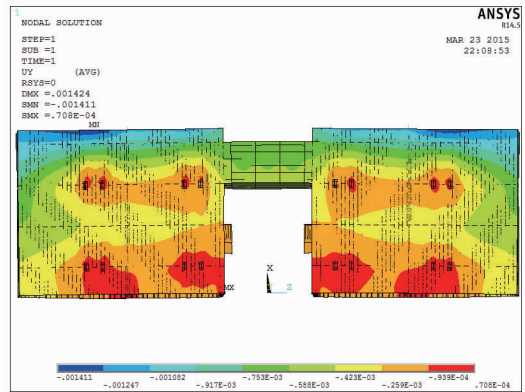 1
NODAL SOLUTION
ANSYS
R14.5
STEP=1
SUB =1
TIME=1
UY (AVG)
RSYS=0
DMX =.001424
SMN =-.001411
SMX =.708E-04
MAR 23 2015
22:08:53
MN
X
Z
MX
-.001411 -.001082 -.753E-03 -.423E-03 -.939E-04
-.001247 -.917E-03 -.588E-03 -.259E-03 .708E-04